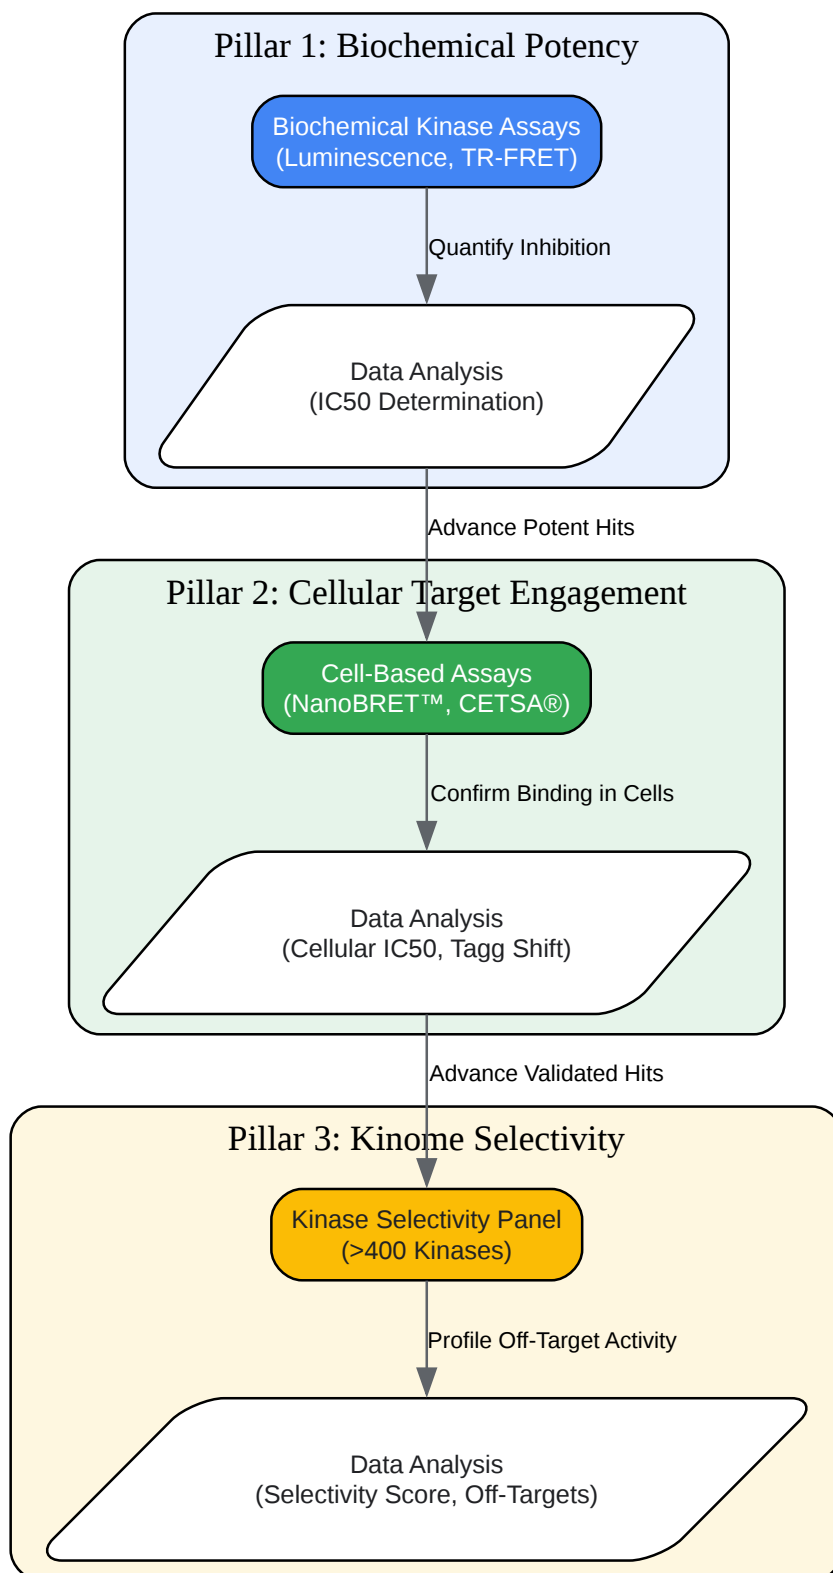 Pillar 1: Biochemical Potency
Biochemical Kinase Assays
(Luminescence, TR-FRET)
Quantify Inhibition
Data Analysis
(IC50 Determination)
Advance Potent Hits
Pillar 2: Cellular Target Engagement
Cell-Based Assays
(NanoBRET™, CETSA®)
Confirm Binding in Cells
Data Analysis
(Cellular IC50, Tagg Shift)
Advance Validated Hits
Pillar 3: Kinome Selectivity
Kinase Selectivity Panel
(>400 Kinases)
Profile Off-Target Activity
Data Analysis
(Selectivity Score, Off-Targets)